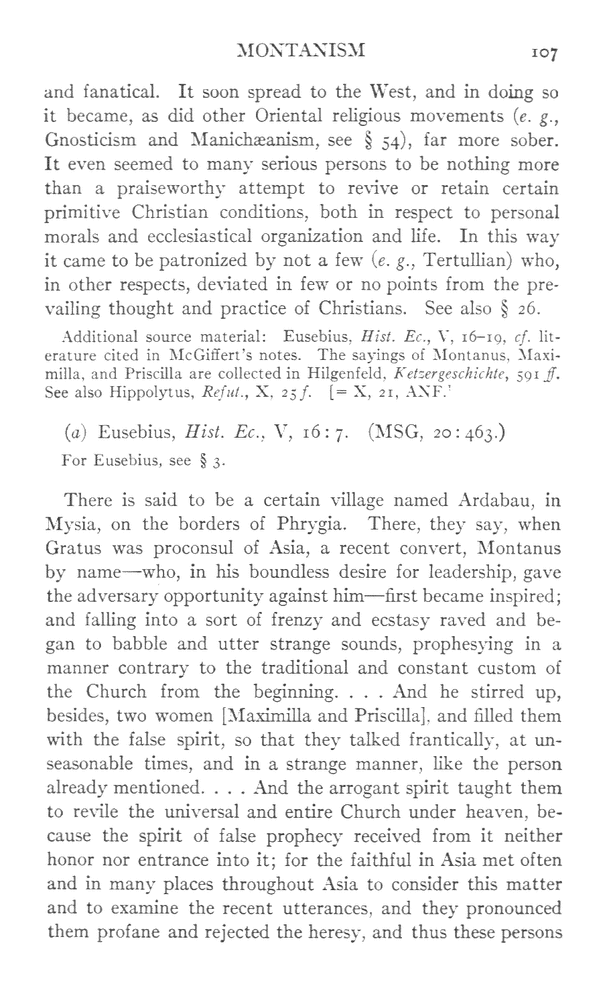 MONTANISM 107
and fanatical. It soon spread to the West, and in doing so
it became, as did other Oriental religious movements (e. g.,
Gnosticism and Manichæanism, see § 54), far more sober.
It even seemed to many serious persons to be nothing more
than a praiseworthy attempt to revive or retain certain
primitive Christian conditions, both in respect to personal
morals and ecclesiastical organization and life. In this way
it came to be patronized by not a few (e. g., Tertullian) who,
in other respects, deviated in few or no points from the pre-
vailing thought and practice of Christians. See also § 26.
Additional source material: Eusebius, Hist. Ec., V, 16–19, cf. lit-
erature cited in McGiffert's notes. The sayings of Montanus, Maxi-
milla, and Priscilla are collected in Hilgenfeld, Ketzergeschichte, 591 ff.
See also Hippolytus, Refut., X, 25 f. [= X, 21, ANF.]
(a) Eusebius, Hist. Ec., V, 16:7. (MSG, 20:463.)
For Eusebius, see § 3.
There is said to be a certain village named Ardabau, in
Mysia, on the borders of Phrygia. There, they say, when
Gratus was proconsul of Asia, a recent convert, Montanus
by name—who, in his boundless desire for leadership, gave
the adversary opportunity against him—first became inspired;
and falling into a sort of frenzy and ecstasy raved and be-
gan to babble and utter strange sounds, prophesying in a
manner contrary to the traditional and constant custom of
the Church from the beginning. . . . And he stirred up,
besides, two women [Maximilla and Priscilla], and filled them
with the false spirit, so that they talked frantically, at un-
seasonable times, and in a strange manner, like the person
already mentioned. . . . And the arrogant spirit taught them
to revile the universal and entire Church under heaven, be-
cause the spirit of false prophecy received from it neither
honor nor entrance into it; for the faithful in Asia met often
and in many places throughout Asia to consider this matter
and to examine the recent utterances, and they pronounced
them profane and rejected the heresy, and thus these persons